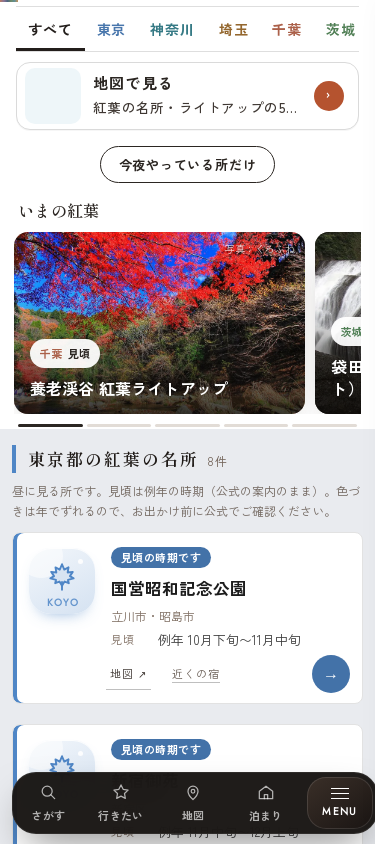 すべて 東京 神奈川 埼玉 千葉 茨城
地図で見る
紅葉の名所・ライトアップの5…
今夜やっている所だけ
いまの紅葉
千葉 見頃
養老渓谷 紅葉ライトアップ
茨城
袋田
ト）
東京都の紅葉の名所 8件
昼に見る所です。見頃は例年の時期（公式の案内のまま）。色づ
きは年でずれるので、お出かけ前に公式でご確認ください。
見頃の時期です
KOYO
国営昭和記念公園
立川市・昭島市
見頃 例年 10月下旬〜11月中旬
地図 ↗ 近くの宿
見頃の時期です
さがす 行きたい 地図 泊まり MENU